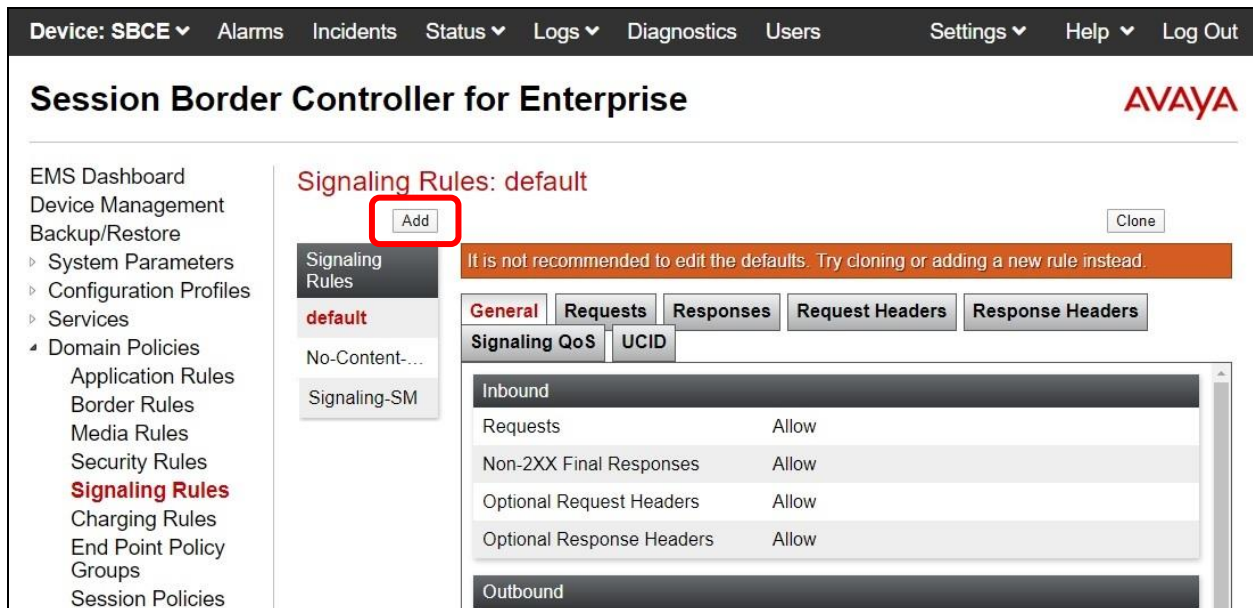 Device: SBCE Alarms Incidents Status Logs Diagnostics Users Settings Help Log Out
Session Border Controller for Enterprise
AVAYA
EMS Dashboard
Device Management
Backup/Restore
System Parameters
Configuration Profiles
Services
Domain Policies
Application Rules
Border Rules
Media Rules
Security Rules
Signaling Rules
Charging Rules
End Point Policy
Groups
Session Policies
Signaling Rules: default
Add
Clone
Signaling
Rules
default
No-Content-...
Signaling-SM
It is not recommended to edit the defaults. Try cloning or adding a new rule instead.
General Requests Responses Request Headers Response Headers
Signaling QoS UCID
Inbound
Requests Allow
Non-2XX Final Responses Allow
Optional Request Headers Allow
Optional Response Headers Allow
Outbound